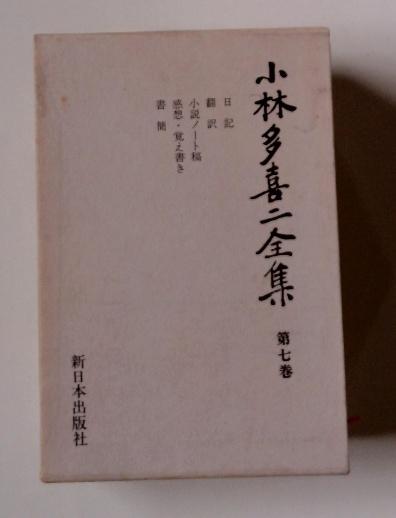 小林多喜二全集
第七巻
日記
翻訳
小説ノート稿
感想・覚え書き
書簡
新日本出版社